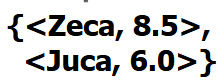 {<Zeca, 8.5>,
<Juca, 6.0>}